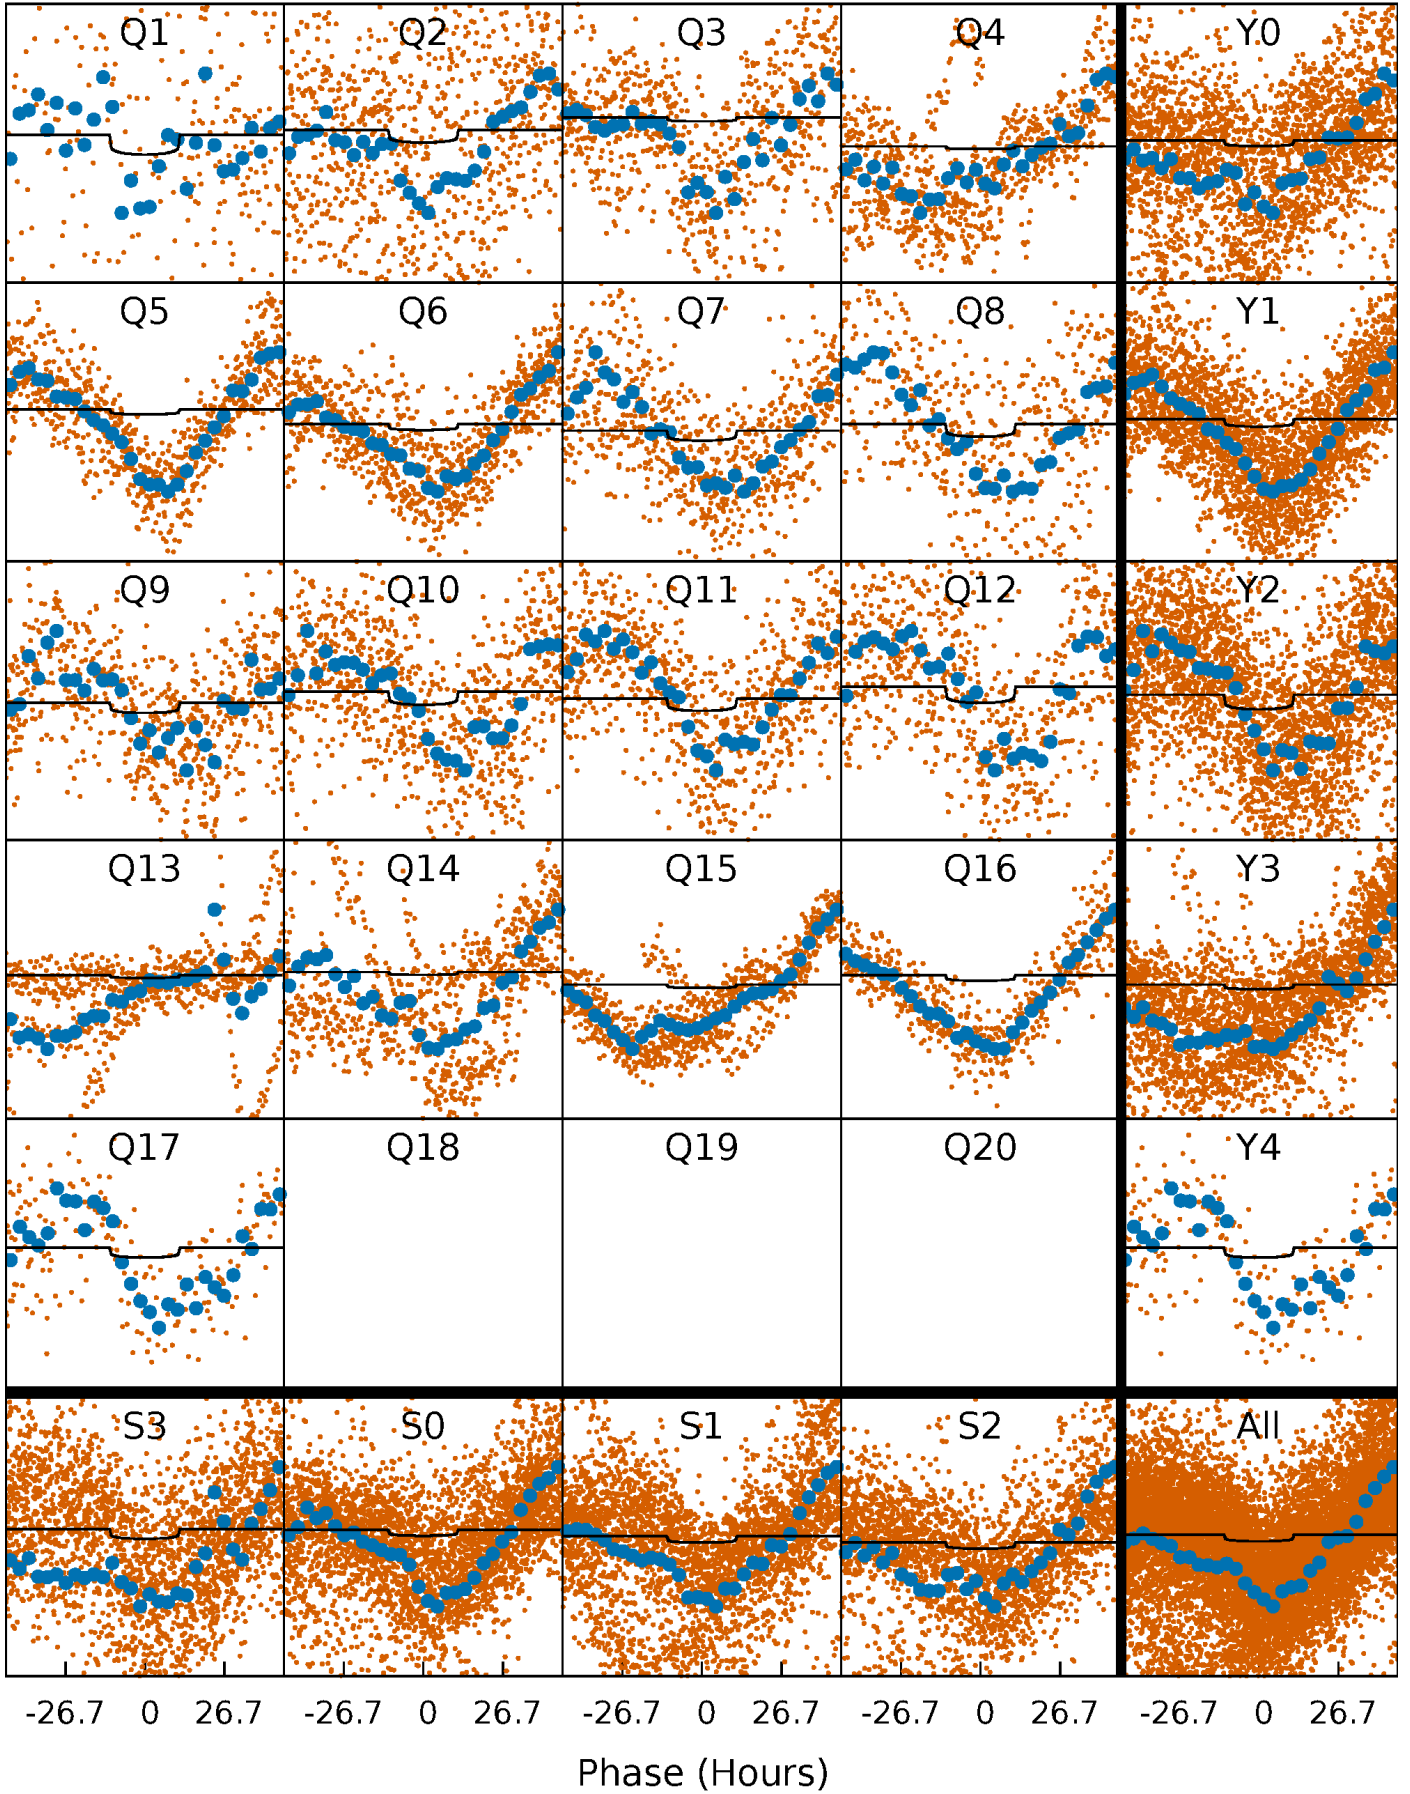 Q1 Q2 Q3 Q4 Y0
Q5 Q6 Q7 Q8 Y1
Q9 Q10 Q11 Q12 Y2
Q13 Q14 Q15 Q16 Y3
Q17 Q18 Q19 Q20 Y4
S3 S0 S1 S2 All
-26.7 0 26.7 -26.7 0 26.7 -26.7 0 26.7 -26.7 0 26.7 -26.7 0 26.7
Phase (Hours)